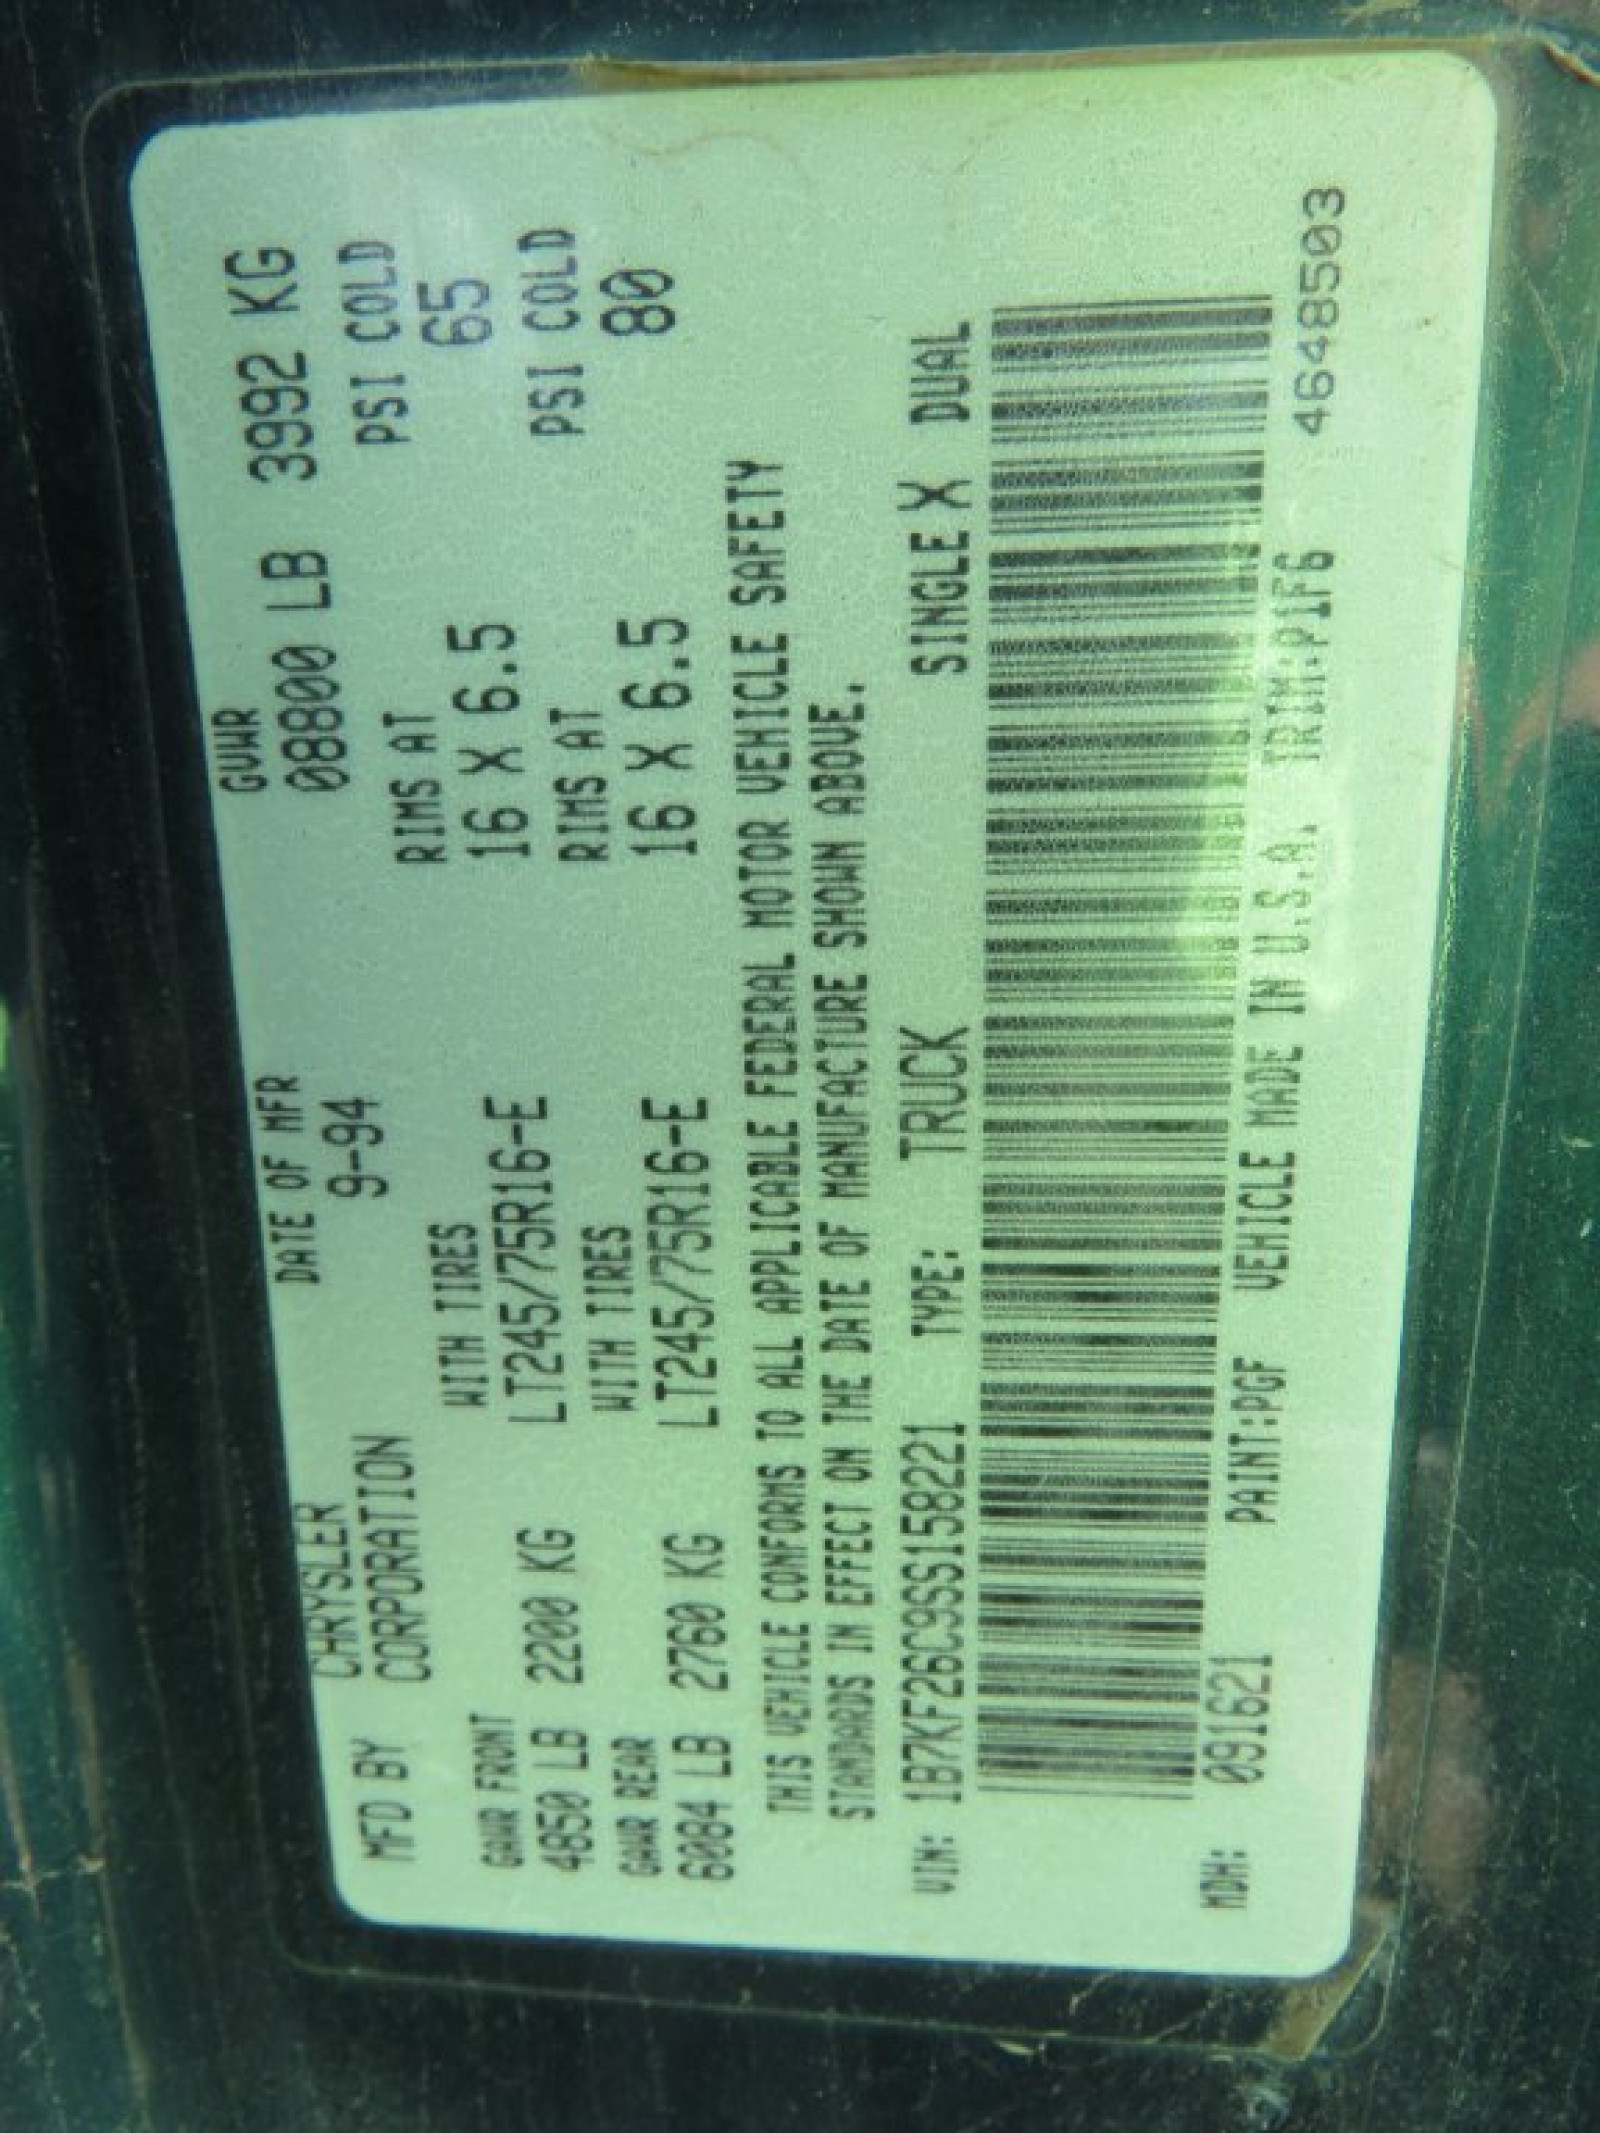 MFD BY CHRYSLER CORPORATION DATE OF MFR 9-94 GVWR 08800 LB 3992 KG
GAWR FRONT WITH TIRES RIMS AT PSI COLD
4850 LB 2200 KG LT245/75R16-E 16 X 6.5 65
GAWR REAR WITH TIRES RIMS AT PSI COLD
6084 LB 2760 KG LT245/75R16-E 16 X 6.5 80
THIS VEHICLE CONFORMS TO ALL APPLICABLE FEDERAL MOTOR VEHICLE SAFETY
STANDARDS IN EFFECT ON THE DATE OF MANUFACTURE SHOWN ABOVE.
VIN: 1B7KF26C9SS158221 TYPE: TRUCK SINGLE X DUAL
MDH: 091621 PAINT:PGF VEHICLE MADE IN U.S.A. TRIM:P1F6 4648503